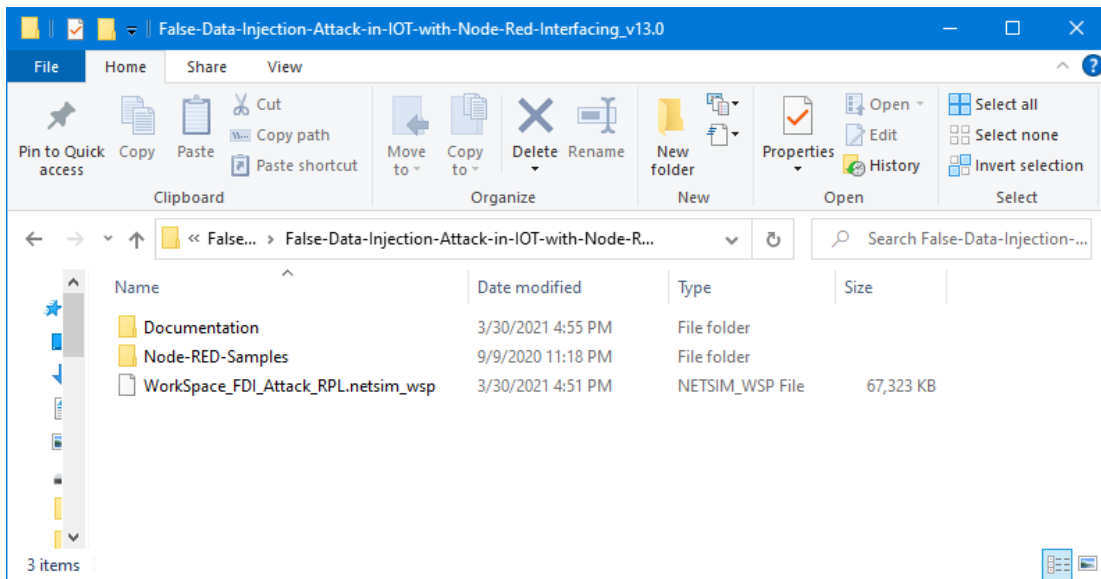 False-Data-Injection-Attack-in-IOT-with-Node-Red-Interfacing_v13.0
File Home Share View
Pin to Quick access
Copy
Paste
Cut
Copy path
Paste shortcut
Clipboard
Move to
Copy to
Delete
Rename
Organize
New folder
New
Properties
Open
Edit
History
Open
Select all
Select none
Invert selection
Select
« False... > False-Data-Injection-Attack-in-IOT-with-Node-R...
Search False-Data-Injection-...
Name Date modified Type Size
Documentation 3/30/2021 4:55 PM File folder
Node-RED-Samples 9/9/2020 11:18 PM File folder
WorkSpace_FDI_Attack_RPL.netsim_wsp 3/30/2021 4:51 PM NETSIM_WSP File 67,323 KB
3 items